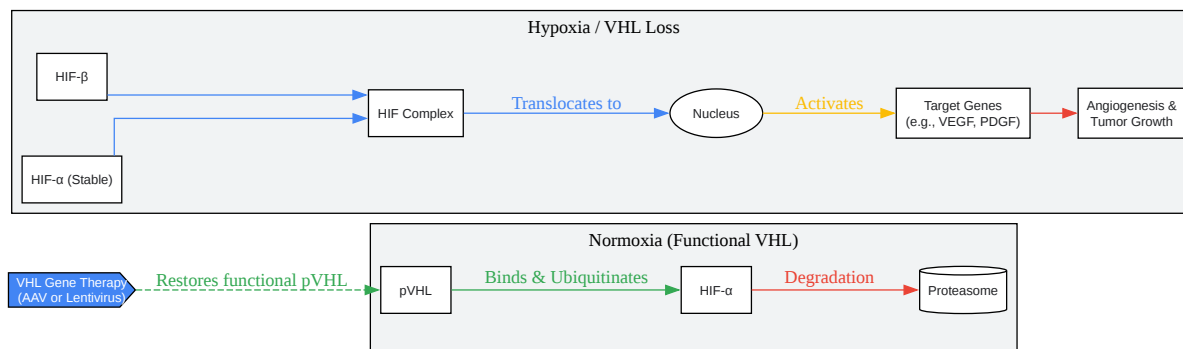 Hypoxia / VHL Loss
HIF-β
HIF Complex
Translocates to
Nucleus
Activates
Target Genes
(e.g., VEGF, PDGF)
Angiogenesis &
Tumor Growth
HIF-α (Stable)
Normoxia (Functional VHL)
VHL Gene Therapy
(AAV or Lentivirus)
Restores functional pVHL
pVHL
Binds & Ubiquitinates
HIF-α
Degradation
Proteasome